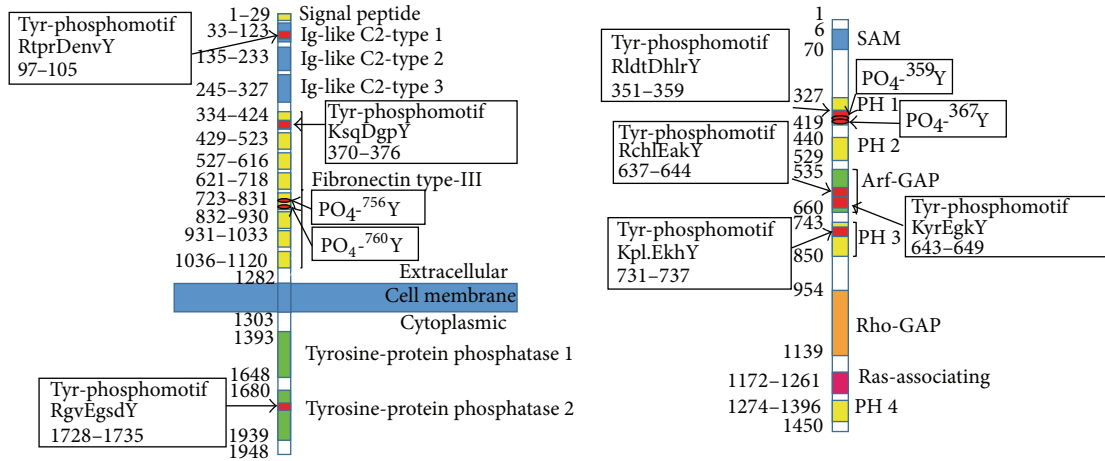 Tyr-phosphomotif
RtprDenvY
97–105
1–29
Signal peptide
33–123
Ig-like C2-type 1
135–233
Ig-like C2-type 2
245–327
Ig-like C2-type 3
334–424
Tyr-phosphomotif
KsqDgpY
370–376
429–523
527–616
621–718
Fibronectin type-III
723–831
PO4-756Y
832–930
PO4-760Y
931–1033
1036–1120
Extracellular
1282
Cell membrane
1303
Cytoplasmic
1393
Tyrosine-protein phosphatase 1
1648
1680
Tyr-phosphomotif
RgvEgsdY
1728–1735
Tyrosine-protein phosphatase 2
1939
1948
1
6
SAM
70
Tyr-phosphomotif
RldtDhlrY
351–359
PO4-359Y
327
PH 1
419
PO4-367Y
440
PH 2
529
Tyr-phosphomotif
RchlEakY
637–644
535
Arf-GAP
660
Tyr-phosphomotif
KyrEgkY
643–649
743
PH 3
Tyr-phosphomotif
Kpl.EkhY
731–737
850
954
Rho-GAP
1139
1172–1261
Ras-associating
1274–1396
PH 4
1450